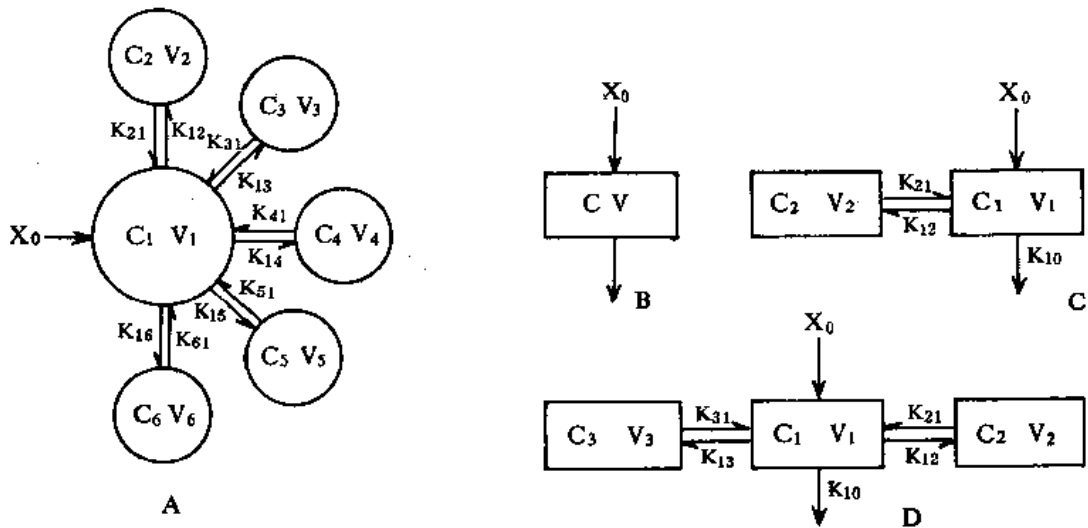 C2 V2
C3 V3
K21 K12 K31
K13
X0 C1 V1 K41 C4 V4
K14
K51
K15
K16 K61 C5 V5
C6 V6
A
X0
C V
B
X0
C2 V2 K21 C1 V1
K12
K10
C
X0
C3 V3 K31 C1 V1 K21 C2 V2
K13 K12
K10
D